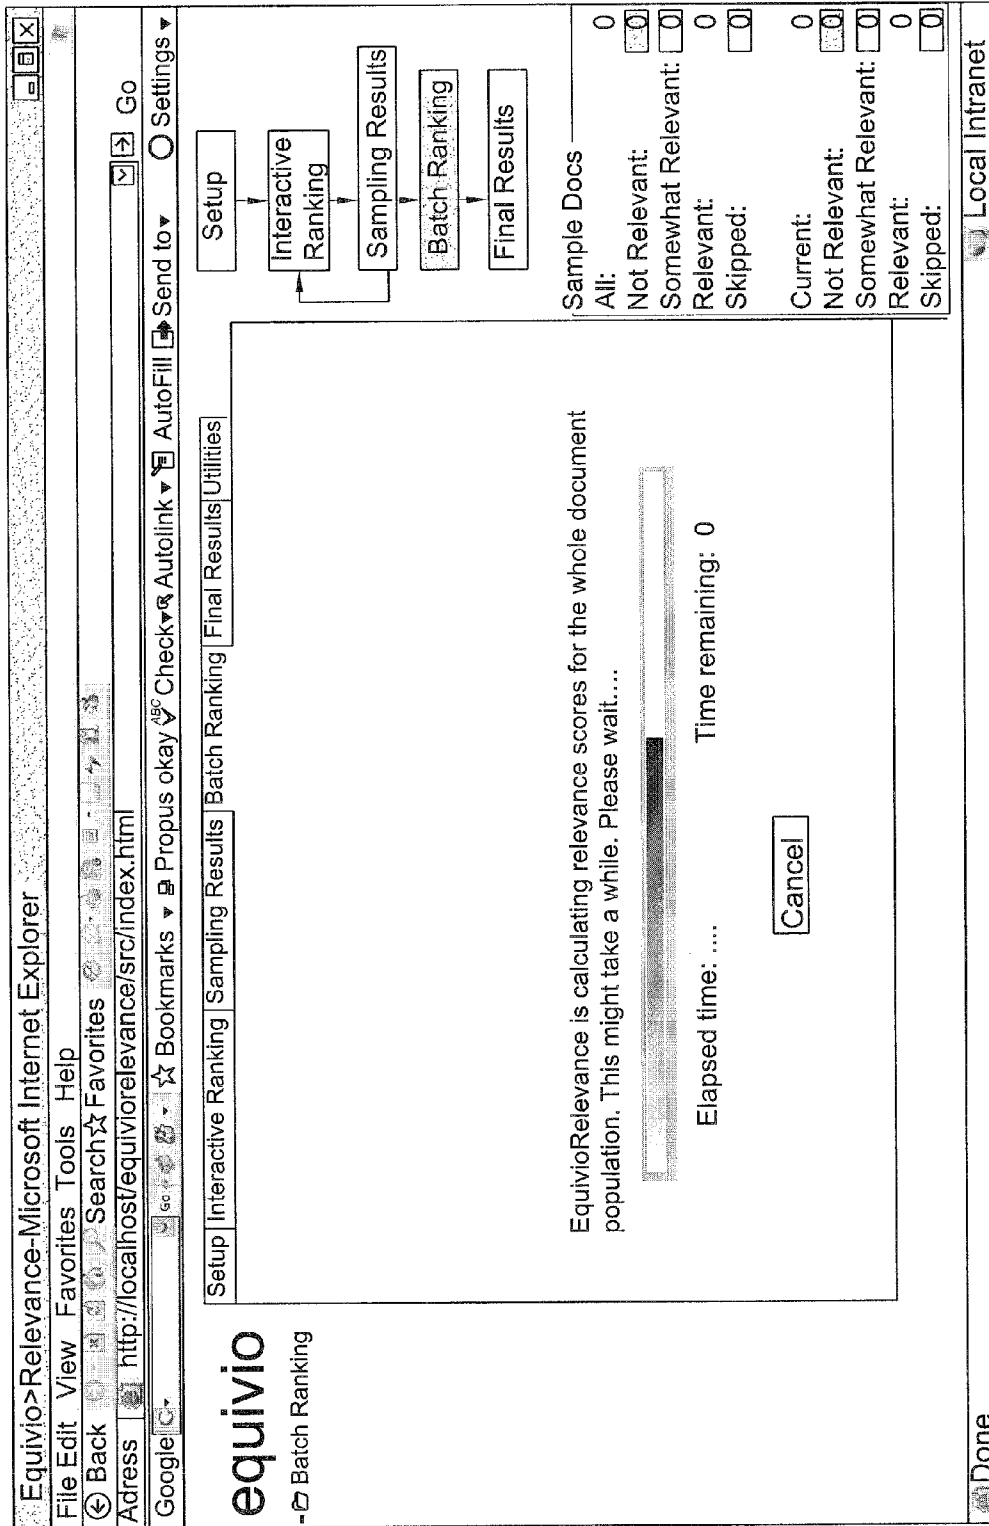 Equivio>Relevance-Microsoft Internet Explorer
File Edit View Favorites Tools Help
Back Search Favorites
Adress http://localhost/equiviorelevance/src/index.html Go
Google G Go Bookmarks Propus okay ABC Check Autolink AutoFill Send to Settings
equivio
Batch Ranking
Setup Interactive Ranking Sampling Results Batch Ranking Final Results Utilities
EquivioRelevance is calculating relevance scores for the whole document
population. This might take a while. Please wait....
Elapsed time: .... Time remaining: 0
Cancel
Setup
Interactive
Ranking
Sampling Results
Batch Ranking
Final Results
Sample Docs
All: 0
Not Relevant: 0
Somewhat Relevant: 0
Relevant: 0
Skipped: 0
Current: 0
Not Relevant: 0
Somewhat Relevant: 0
Relevant: 0
Skipped: 0
Done Local Intranet